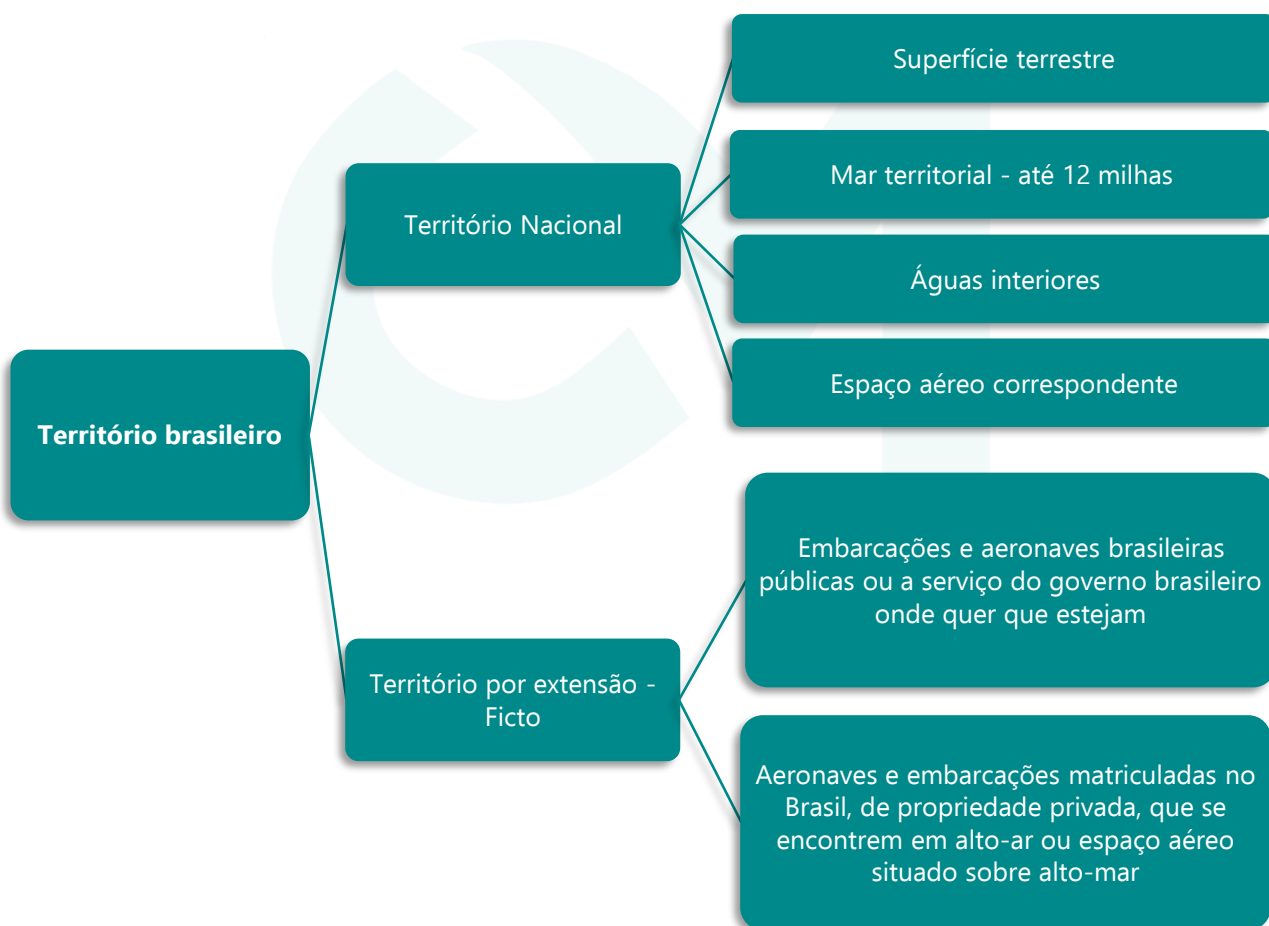 Território brasileiro
Território Nacional
Superfície terrestre
Mar territorial - até 12 milhas
Águas interiores
Espaço aéreo correspondente
Território por extensão -
Ficto
Embarcações e aeronaves brasileiras
públicas ou a serviço do governo brasileiro
onde quer que estejam
Aeronaves e embarcações matriculadas no
Brasil, de propriedade privada, que se
encontrem em alto-ar ou espaço aéreo
situado sobre alto-mar